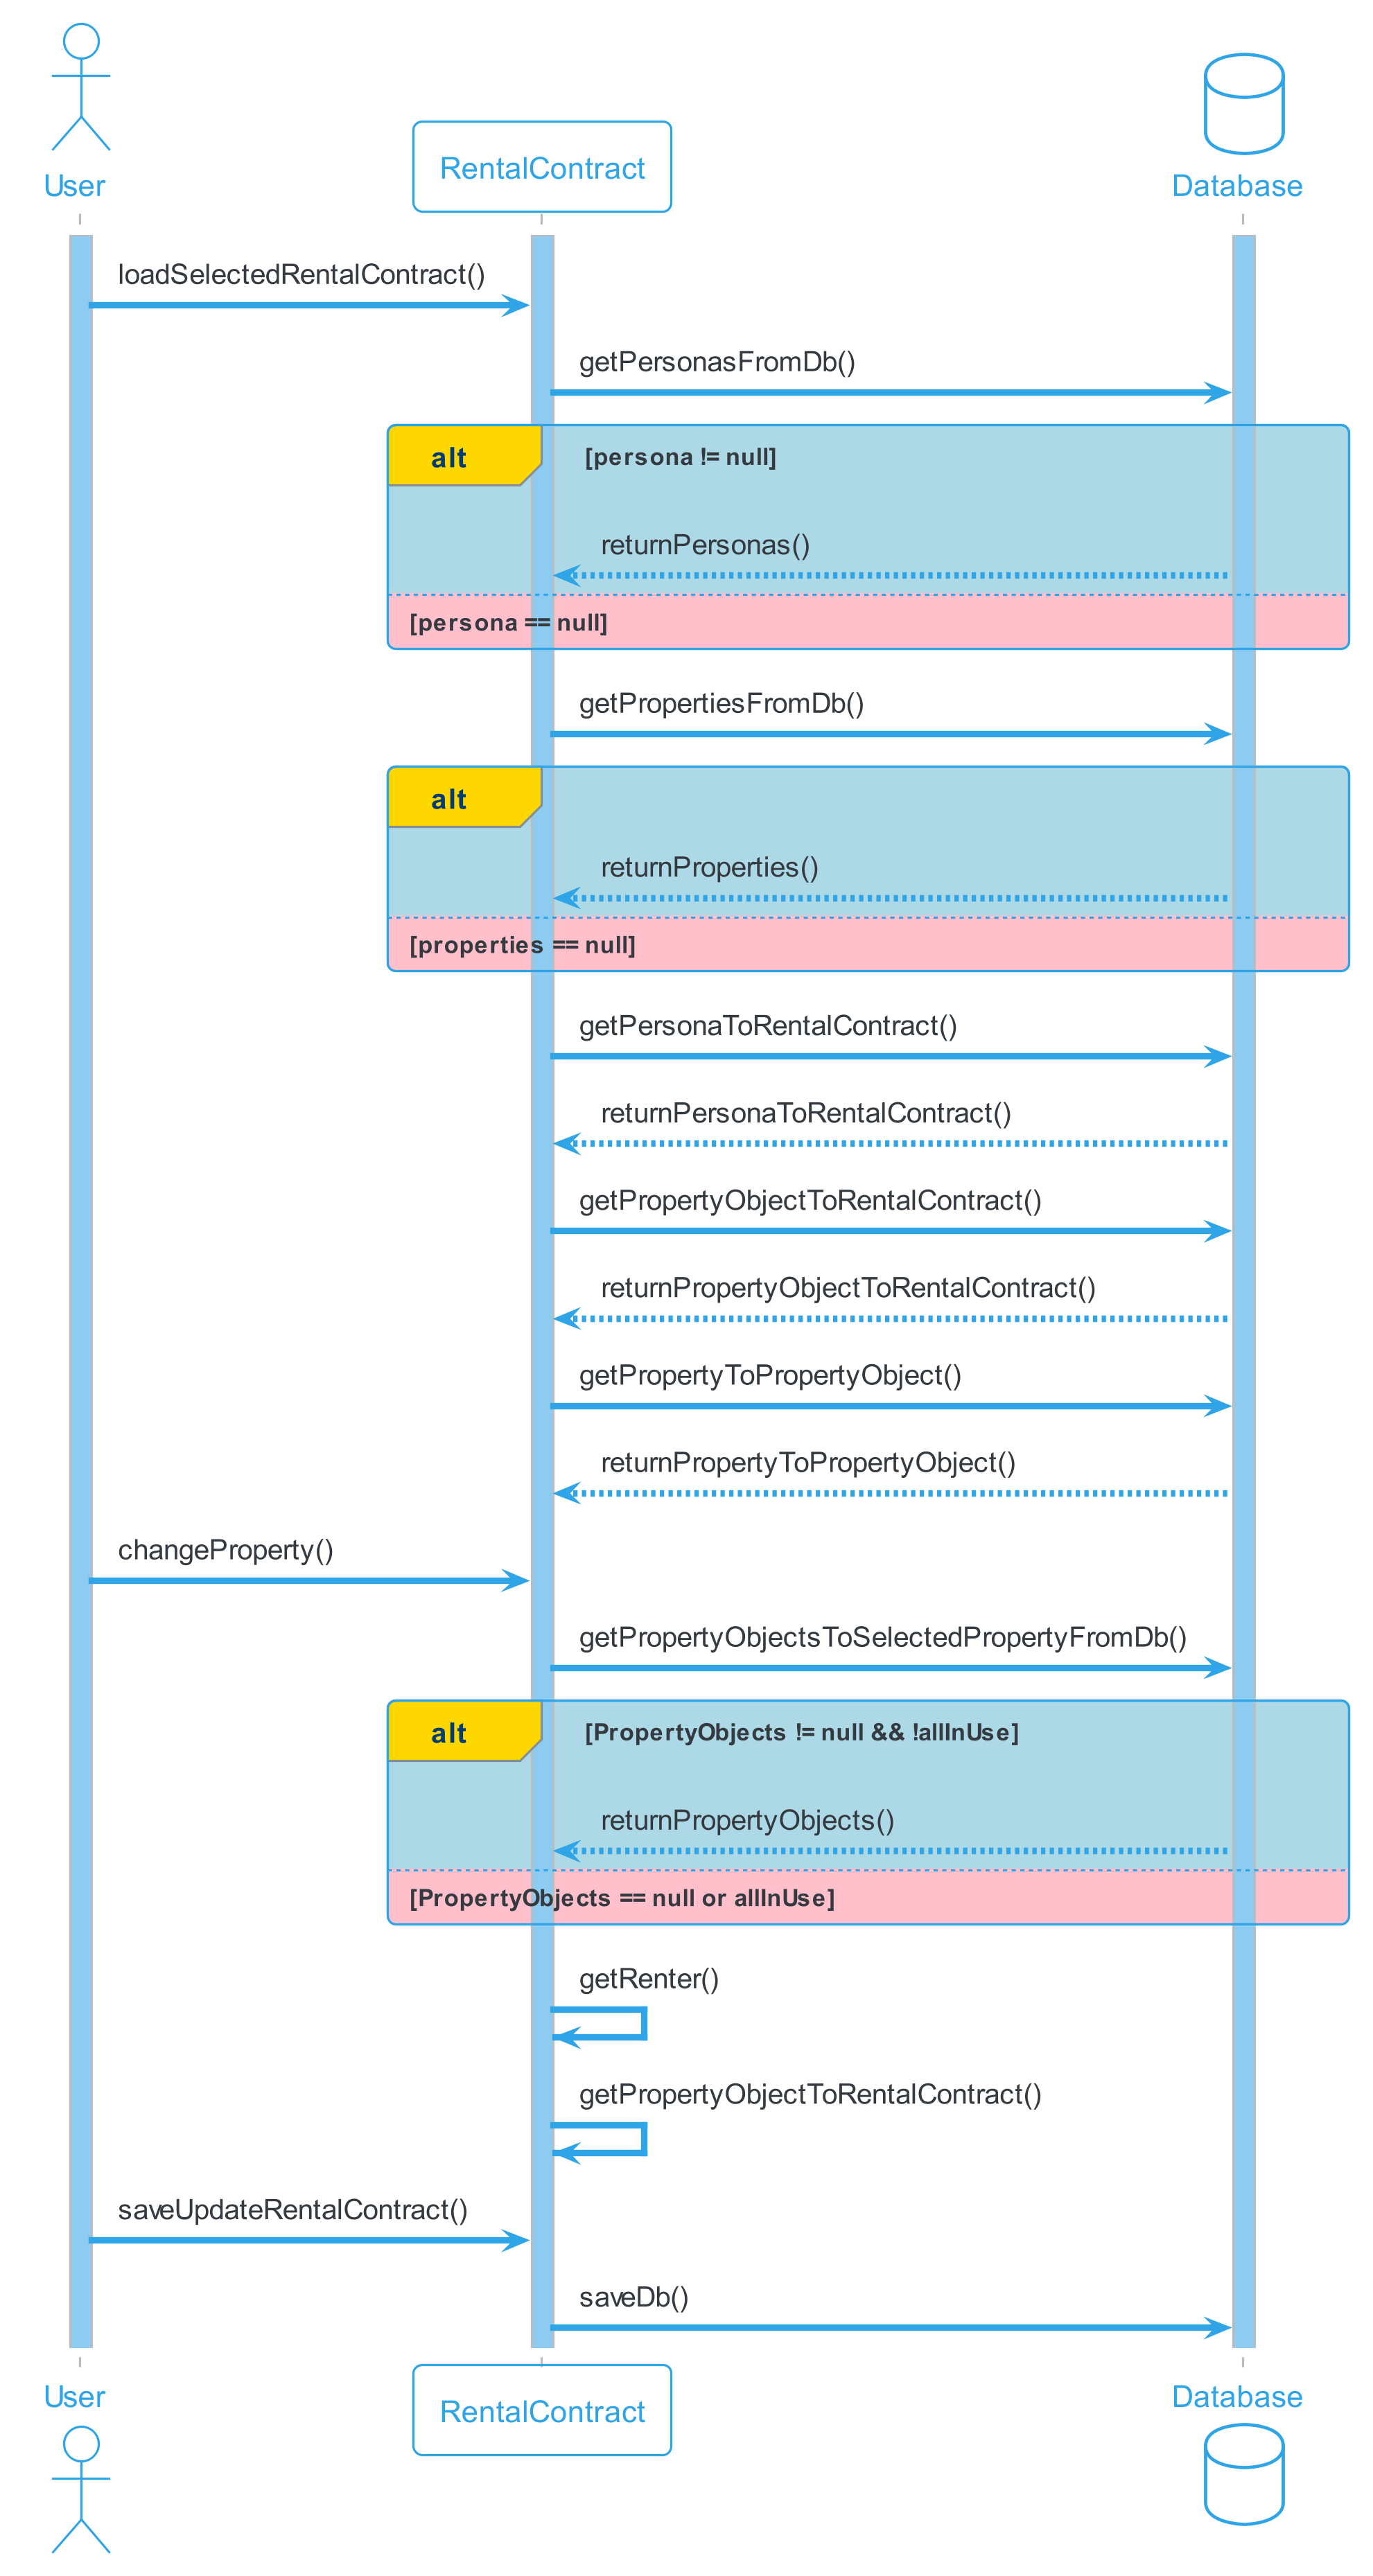 User
RentalContract
Database
loadSelectedRentalContract()
getPersonasFromDb()
alt [persona != null]
returnPersonas()
[persona == null]
getPropertiesFromDb()
alt
returnProperties()
[properties == null]
getPersonaToRentalContract()
returnPersonaToRentalContract()
getPropertyObjectToRentalContract()
returnPropertyObjectToRentalContract()
getPropertyToPropertyObject()
returnPropertyToPropertyObject()
changeProperty()
getPropertyObjectsToSelectedPropertyFromDb()
alt [PropertyObjects != null && !allInUse]
returnPropertyObjects()
[PropertyObjects == null or allInUse]
getRenter()
getPropertyObjectToRentalContract()
saveUpdateRentalContract()
saveDb()
User
RentalContract
Database